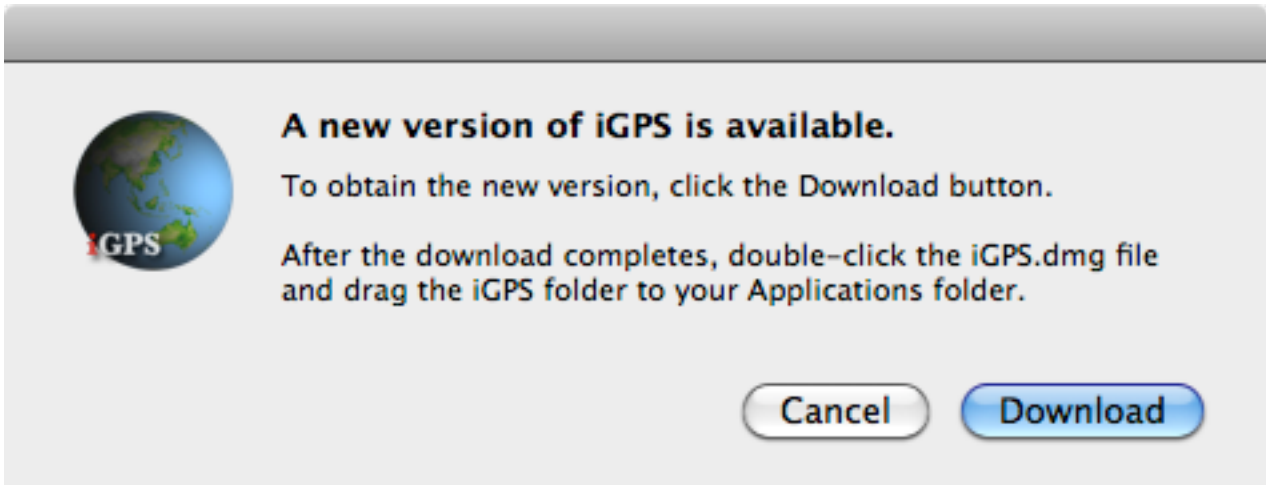 A new version of iGPS is available.
To obtain the new version, click the Download button.
iGPS
After the download completes, double-click the iGPS.dmg file
and drag the iGPS folder to your Applications folder.
Cancel
Download